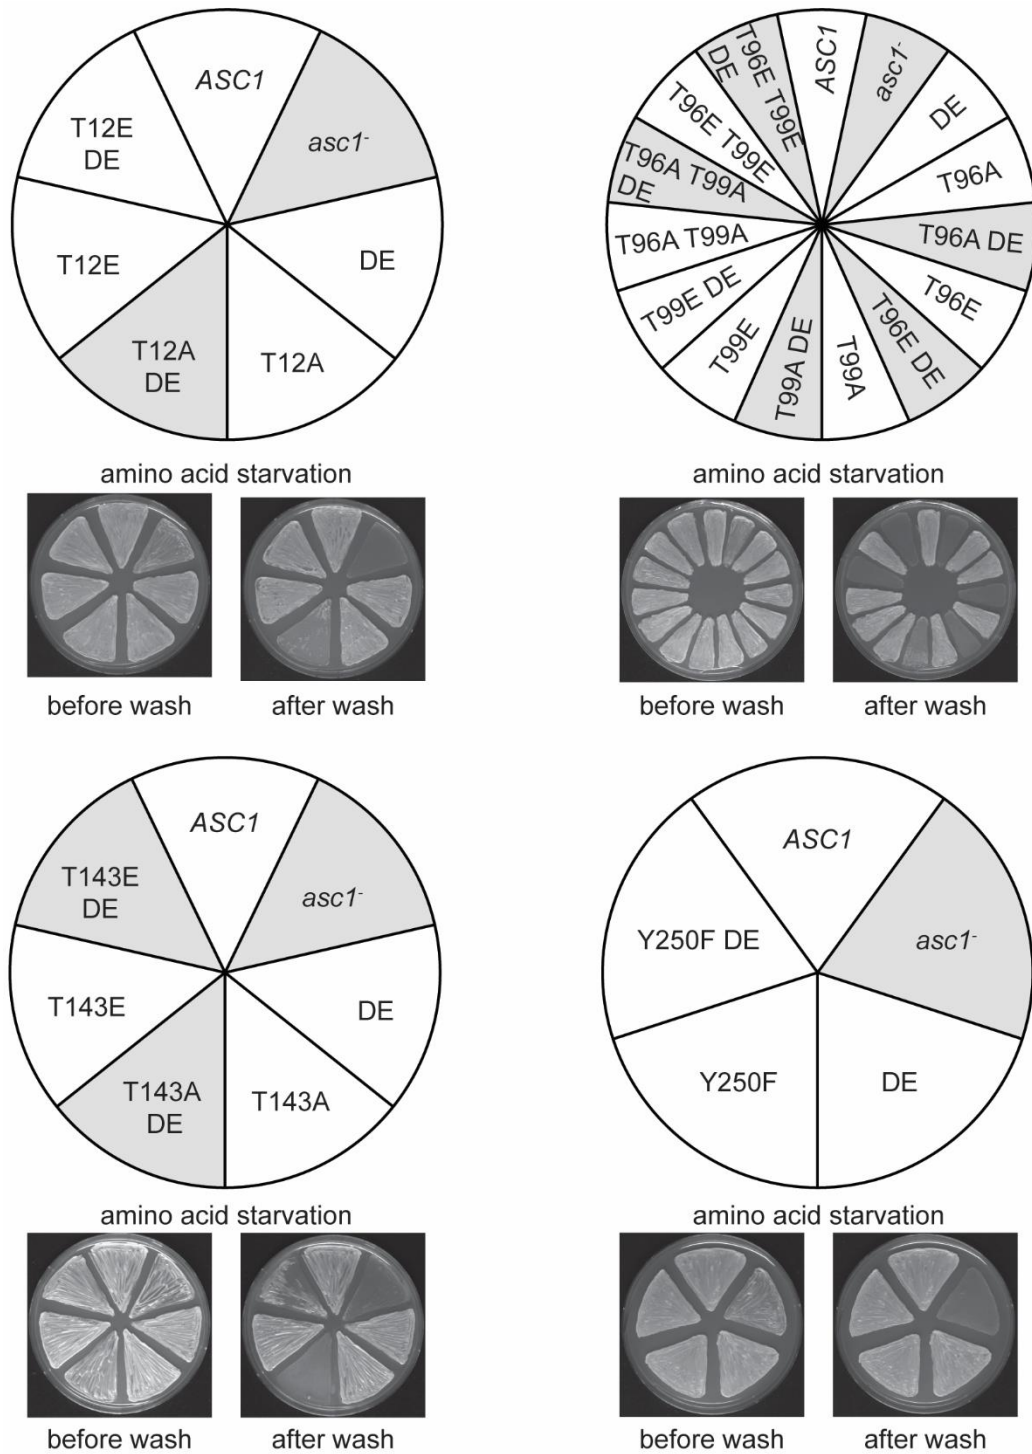 ASC1
asc1-
DE
T12A
T12A
DE
T12E
T12E
DE
amino acid starvation
before wash
after wash
ASC1
asc1-
DE
T96A
T96A DE
T96E
T96E DE
T99A
T99A DE
T99E
T99E DE
T96A T99A
T96A T99A
DE
T96E T99E
T96E T99E
DE
amino acid starvation
before wash
after wash
ASC1
asc1-
DE
T143A
T143A
DE
T143E
T143E
DE
amino acid starvation
before wash
after wash
ASC1
asc1-
DE
Y250F
Y250F DE
amino acid starvation
before wash
after wash